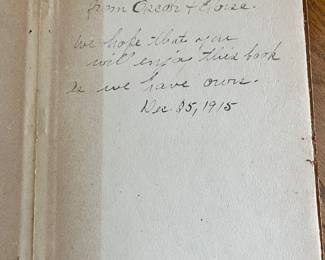 from Oscar & Eloise.
we hope that you
will enjoy this book
as we have ours.
Dec. 25, 1915